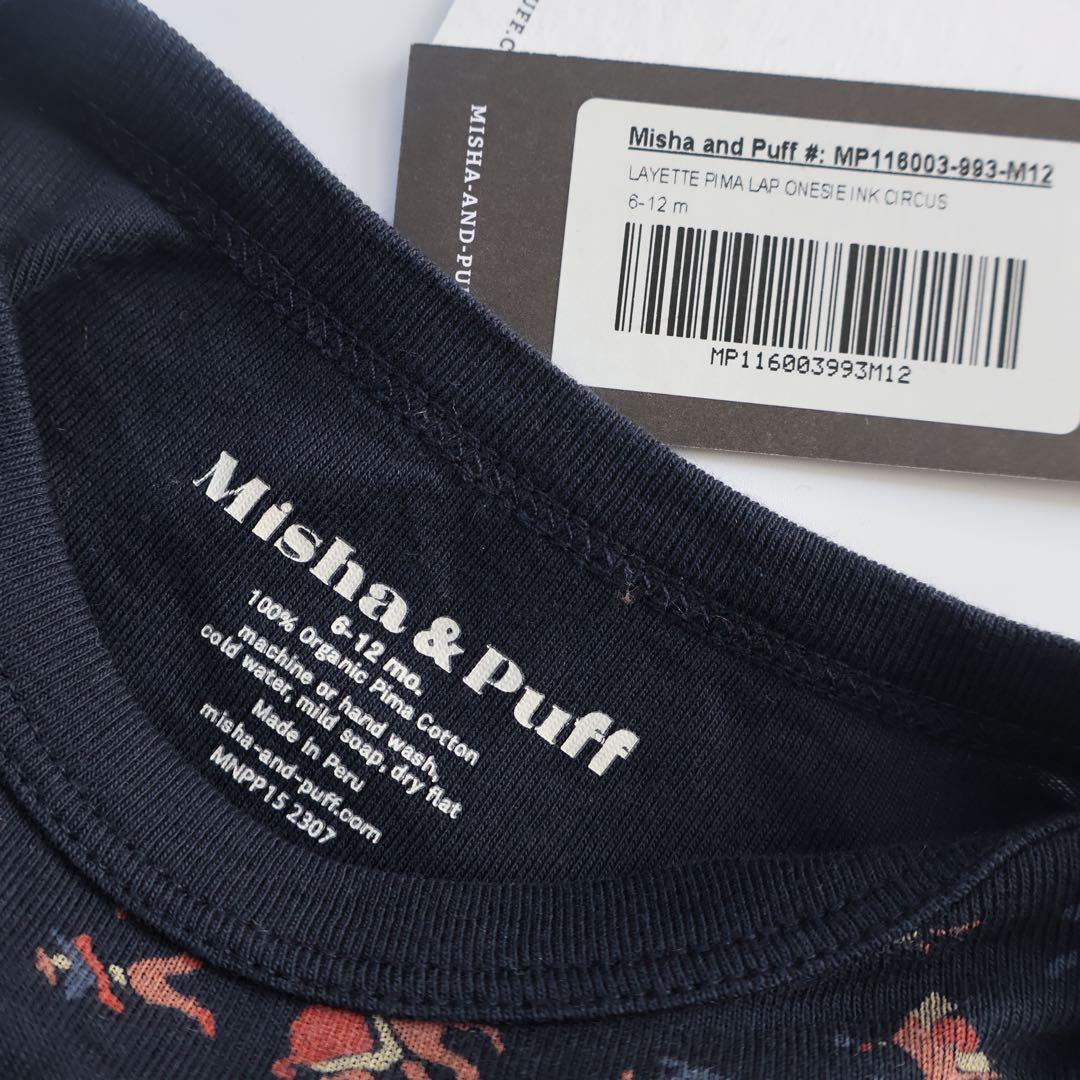 UFF.C
MISHA-AND-PU
Misha and Puff #: MP116003-993-M12
LAYETTE PIMA LAP ONESIE INK CIRCUS
6-12 m
MP116003993M12
Misha & Puff
6-12 mo.
100% Organic Pima Cotton
machine or hand wash,
cold water, mild soap, dry flat
Made in Peru
misha-and-puff.com
MNPP15 2307